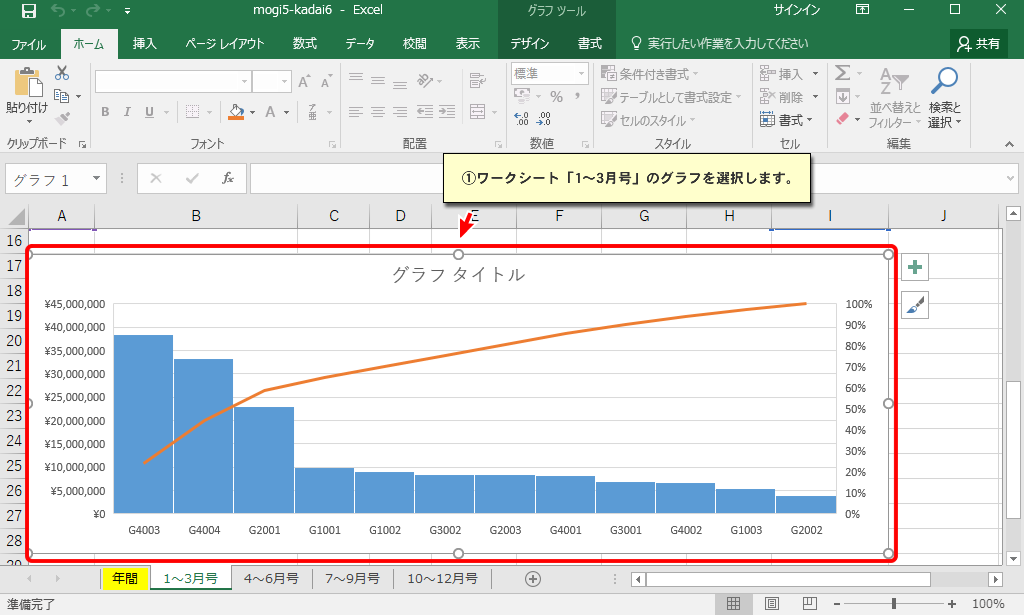 mogi5-kadai6 - Excel
グラフ ツール
サインイン
ファイル ホーム 挿入 ページ レイアウト 数式 データ 校閲 表示 デザイン 書式 実行したい作業を入力してください 共有
貼り付け
B I U A A A
標準
% ,
条件付き書式
テーブルとして書式設定
セルのスタイル
挿入
削除
書式
並べ替えと
フィルター
検索と
選択
クリップボード フォント 配置 数値 スタイル セル 編集
グラフ 1
fx
①ワークシート「1～3月号」のグラフを選択します。
A B C D E F G H I J
16
17
18
19
20
21
22
23
24
25
26
27
28
29
グラフ タイトル
¥45,000,000
¥40,000,000
¥35,000,000
¥30,000,000
¥25,000,000
¥20,000,000
¥15,000,000
¥10,000,000
¥5,000,000
¥0
100%
90%
80%
70%
60%
50%
40%
30%
20%
10%
0%
G4003 G4004 G2001 G1001 G1002 G3002 G2003 G4001 G3001 G4002 G1003 G2002
年間 1～3月号 4～6月号 7～9月号 10～12月号
準備完了
100%